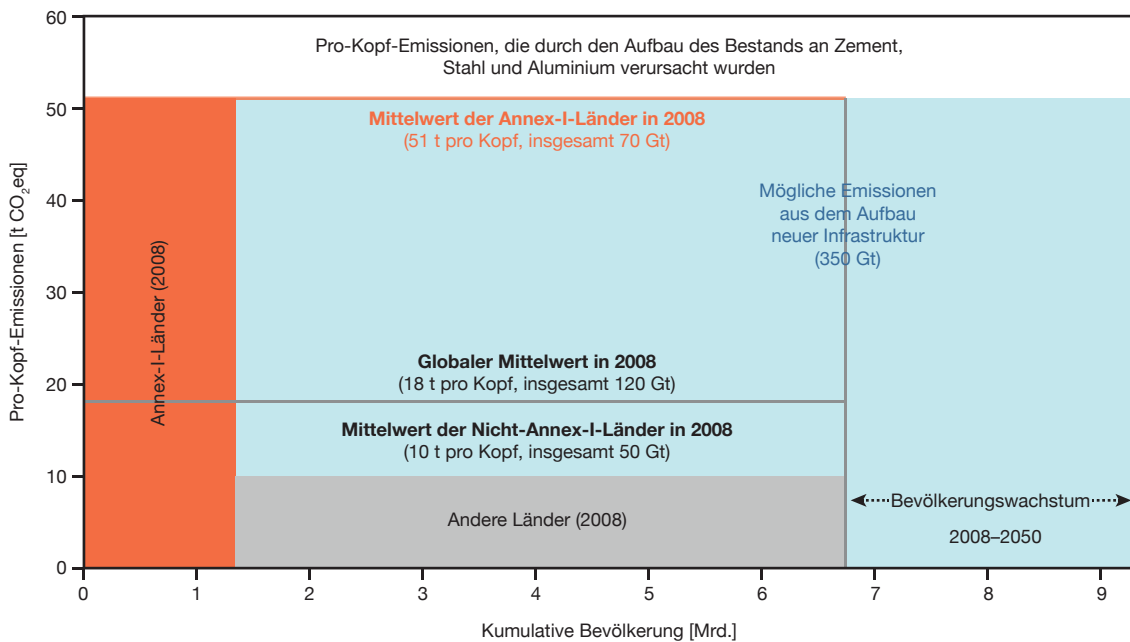 Pro-Kopf-Emissionen, die durch den Aufbau des Bestands an Zement,
Stahl und Aluminium verursacht wurden
Mittelwert der Annex-I-Länder in 2008
(51 t pro Kopf, insgesamt 70 Gt)
Mögliche Emissionen
aus dem Aufbau
neuer Infrastruktur
(350 Gt)
Globaler Mittelwert in 2008
(18 t pro Kopf, insgesamt 120 Gt)
Mittelwert der Nicht-Annex-I-Länder in 2008
(10 t pro Kopf, insgesamt 50 Gt)
Andere Länder (2008)
Bevölkerungswachstum
2008–2050
Annex-I-Länder (2008)
Pro-Kopf-Emissionen [t CO₂eq]
60
50
40
30
20
10
0
0 1 2 3 4 5 6 7 8 9
Kumulative Bevölkerung [Mrd.]